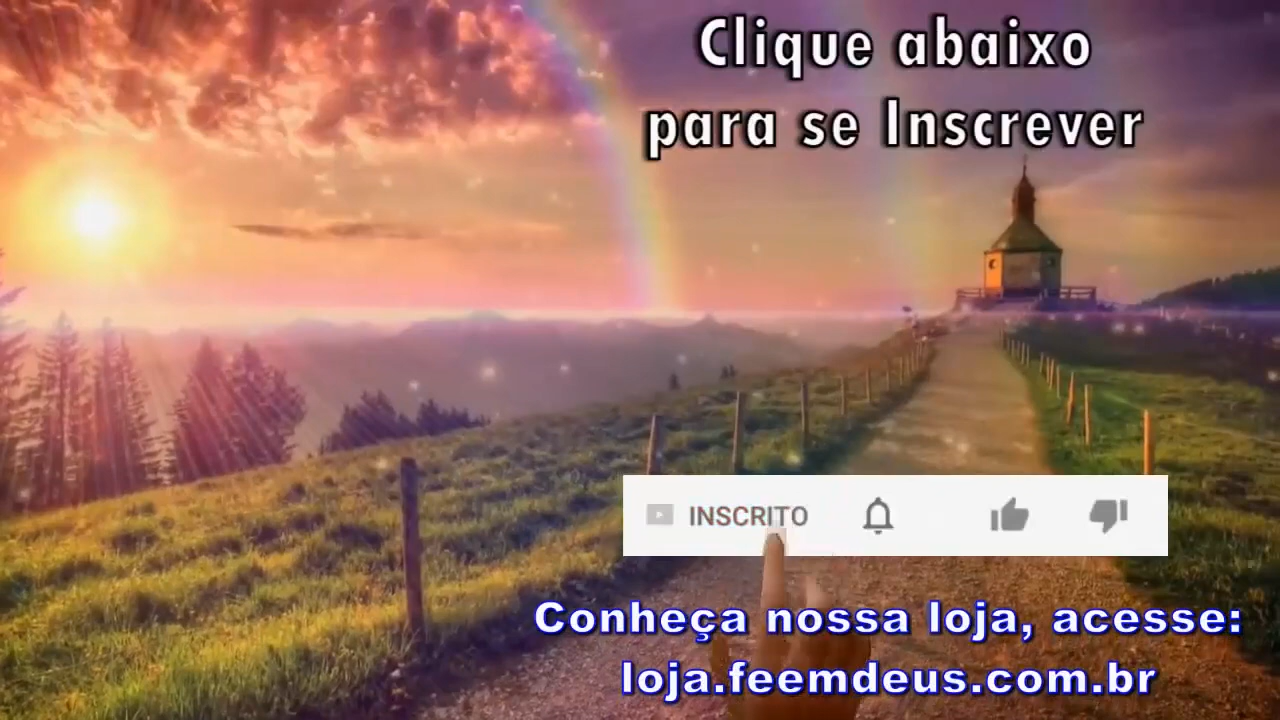 Clique abaixo
para se Inscrever
INSCRITO
Conheça nossa loja, acesse:
loja.feemdeus.com.br